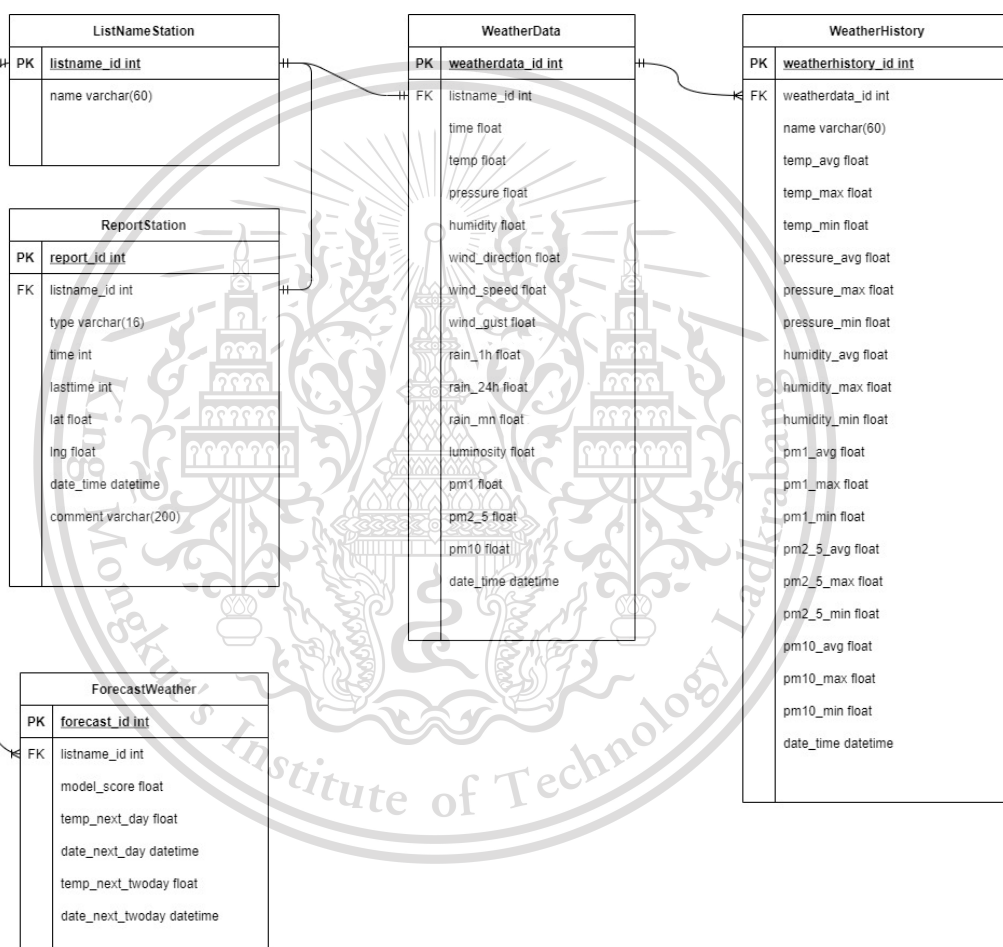 ListNameStation
PK listname_id int
name varchar(60)
ReportStation
PK report_id int
FK listname_id int
type varchar(16)
time int
lasttime int
lat float
lng float
date_time datetime
comment varchar(200)
ForecastWeather
PK forecast_id int
FK listname_id int
model_score float
temp_next_day float
date_next_day datetime
temp_next_twoday float
date_next_twoday datetime
WeatherData
PK weatherdata_id int
FK listname_id int
time float
temp float
pressure float
humidity float
wind_direction float
wind_speed float
wind_gust float
rain_1h float
rain_24h float
rain_mn float
luminosity float
pm1 float
pm2_5 float
pm10 float
date_time datetime
WeatherHistory
PK weatherhistory_id int
FK weatherdata_id int
name varchar(60)
temp_avg float
temp_max float
temp_min float
pressure_avg float
pressure_max float
pressure_min float
humidity_avg float
humidity_max float
humidity_min float
pm1_avg float
pm1_max float
pm1_min float
pm2_5_avg float
pm2_5_max float
pm2_5_min float
pm10_avg float
pm10_max float
pm10_min float
date_time datetime
King Mongkut's Institute of Technology Ladkrabang